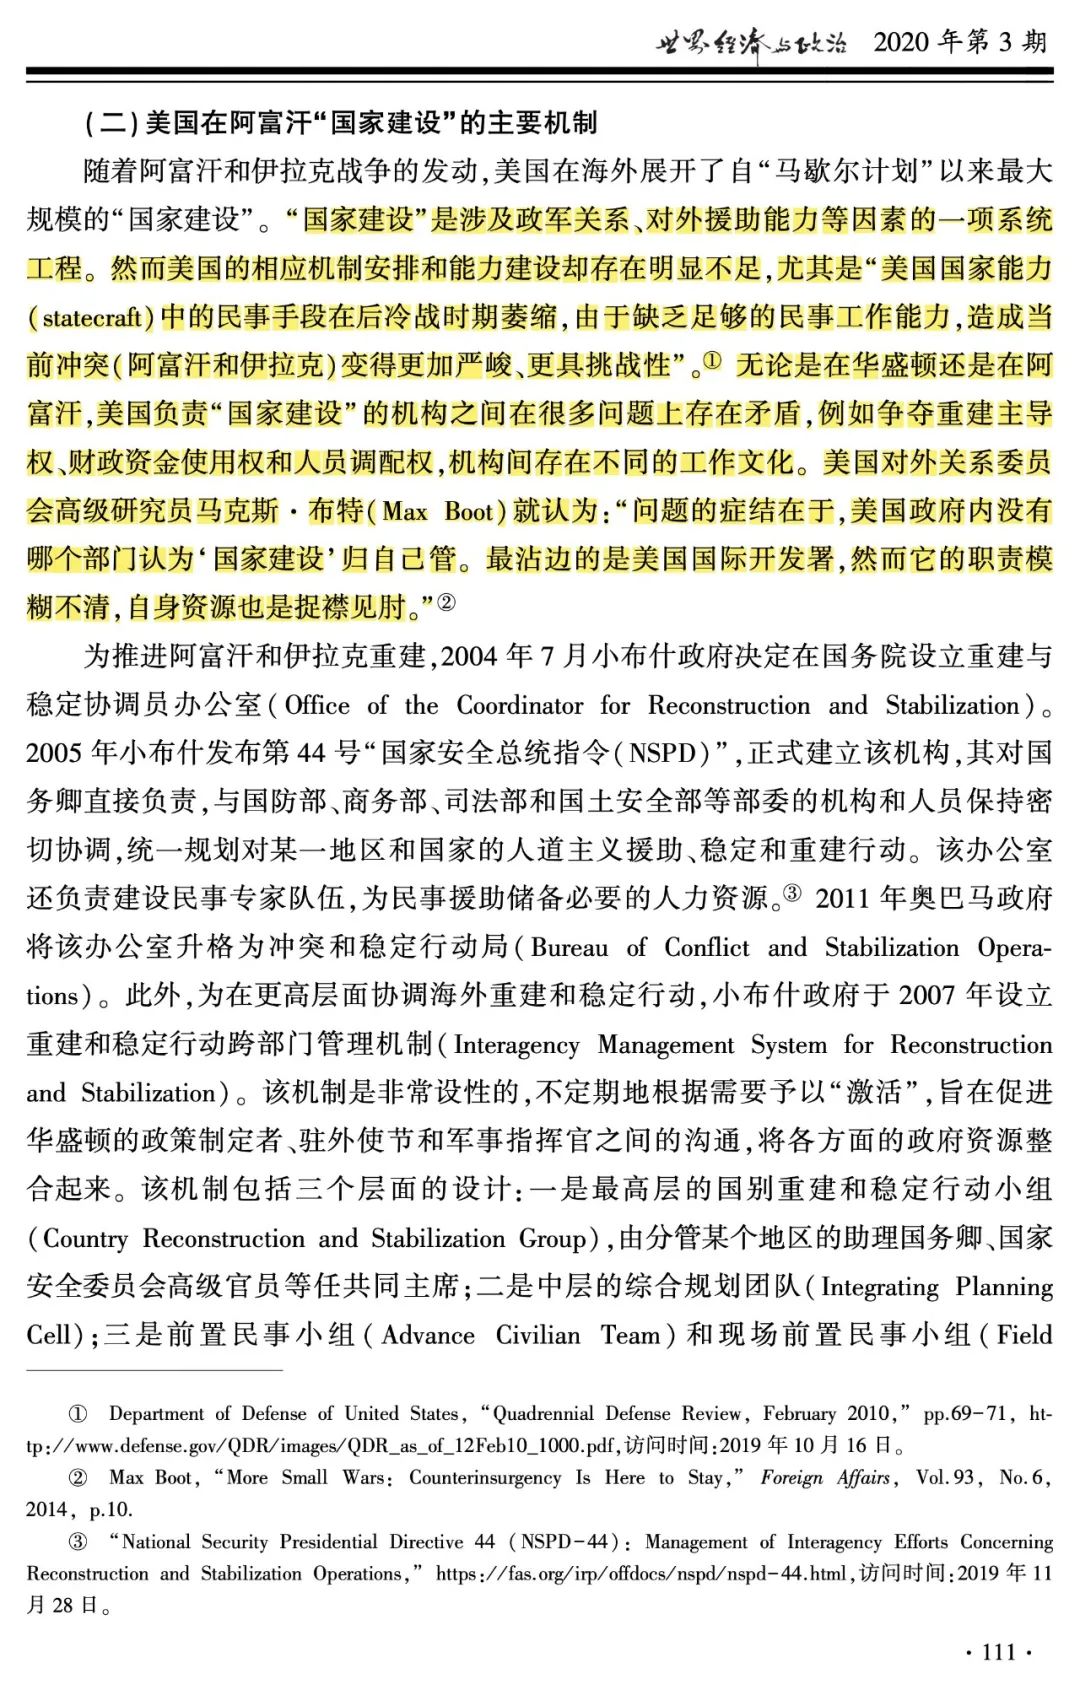 世界经济与政治 2020 年第 3 期
(二)美国在阿富汗“国家建设”的主要机制
随着阿富汗和伊拉克战争的发动,美国在海外展开了自“马歇尔计划”以来最大
规模的“国家建设”。“国家建设”是涉及政军关系、对外援助能力等因素的一项系统
工程。然而美国的相应机制安排和能力建设却存在明显不足,尤其是“美国国家能力
(statecraft)中的民事手段在后冷战时期萎缩,由于缺乏足够的民事工作能力,造成当
前冲突(阿富汗和伊拉克)变得更加严峻、更具挑战性”。① 无论是在华盛顿还是在阿
富汗,美国负责“国家建设”的机构之间在很多问题上存在矛盾,例如争夺重建主导
权、财政资金使用权和人员调配权,机构间存在不同的工作文化。美国对外关系委员
会高级研究员马克斯·布特(Max Boot)就认为:“问题的症结在于,美国政府内没有
哪个部门认为‘国家建设’归自己管。最沾边的是美国国际开发署,然而它的职责模
糊不清,自身资源也是捉襟见肘。”②
为推进阿富汗和伊拉克重建,2004 年 7 月小布什政府决定在国务院设立重建与
稳定协调员办公室(Office of the Coordinator for Reconstruction and Stabilization)。
2005 年小布什发布第 44 号“国家安全总统指令(NSPD)”,正式建立该机构,其对国
务卿直接负责,与国防部、商务部、司法部和国土安全部等部委的机构和人员保持密
切协调,统一规划对某一地区和国家的人道主义援助、稳定和重建行动。该办公室
还负责建设民事专家队伍,为民事援助储备必要的人力资源。③ 2011 年奥巴马政府
将该办公室升格为冲突和稳定行动局(Bureau of Conflict and Stabilization Opera-
tions)。此外,为在更高层面协调海外重建和稳定行动,小布什政府于 2007 年设立
重建和稳定行动跨部门管理机制(Interagency Management System for Reconstruction
and Stabilization)。该机制是非常设性的,不定期地根据需要予以“激活”,旨在促进
华盛顿的政策制定者、驻外使节和军事指挥官之间的沟通,将各方面的政府资源整
合起来。该机制包括三个层面的设计:一是最高层的国别重建和稳定行动小组
(Country Reconstruction and Stabilization Group),由分管某个地区的助理国务卿、国家
安全委员会高级官员等任共同主席;二是中层的综合规划团队(Integrating Planning
Cell);三是前置民事小组(Advance Civilian Team)和现场前置民事小组(Field
① Department of Defense of United States, “Quadrennial Defense Review, February 2010,” pp.69-71, ht-
tp://www.defense.gov/QDR/images/QDR_as_of_12Feb10_1000.pdf,访问时间:2019 年 10 月 16 日。
② Max Boot, “More Small Wars: Counterinsurgency Is Here to Stay,” Foreign Affairs, Vol.93, No.6,
2014, p.10.
③ “National Security Presidential Directive 44 (NSPD-44): Management of Interagency Efforts Concerning
Reconstruction and Stabilization Operations,” https://fas.org/irp/offdocs/nspd/nspd-44.html,访问时间:2019 年 11
月 28 日。
· 111 ·